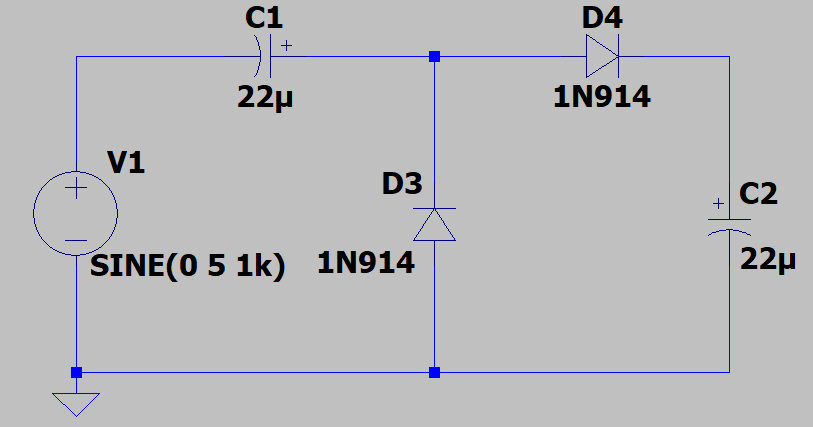 C1
+
22µ
D4
1N914
V1
+
−
SINE(0 5 1k)
D3
1N914
+
C2
22µ